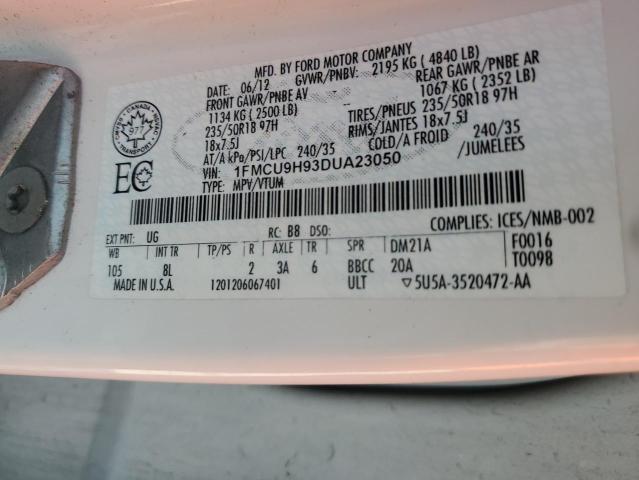 MFD. BY FORD MOTOR COMPANY
DATE: 06/12 GVWR/PNBV: 2195 KG ( 4840 LB)
FRONT GAWR/PNBE AV REAR GAWR/PNBE AR
1134 KG ( 2500 LB) 1067 KG ( 2352 LB)
235/50R18 97H TIRES/PNEUS 235/50R18 97H
18x7.5J RIMS/JANTES 18x7.5J
AT/A kPa/PSI/LPC 240/35 COLD/A FROID 240/35
VIN: 1FMCU9H93DUA23050 /JUMELEES
TYPE: MPV/VTUM
CANADA
977
TRANSPORT
EC
COMPLIES: ICES/NMB-002
EXT PNT: UG RC: B8 DSO:
WB INT TR TP/PS R AXLE TR SPR DM21A F0016
105 8L 2 3A 6 BBCC 20A T0098
MADE IN U.S.A. 1201206067401 ULT ▽5U5A-3520472-AA